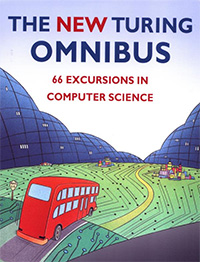 THE NEW TURING
OMNIBUS
66 EXCURSIONS IN
COMPUTER SCIENCE